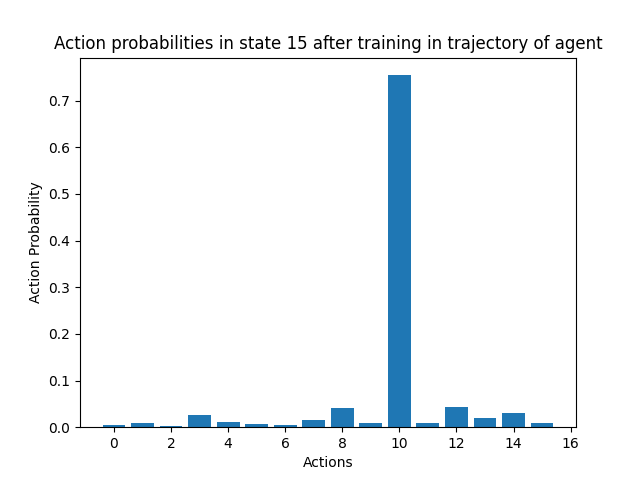 Action probabilities in state 15 after training in trajectory of agent
0.7
0.6
0.5
0.4
0.3
0.2
0.1
0.0
Action Probability
0 2 4 6 8 10 12 14 16
Actions